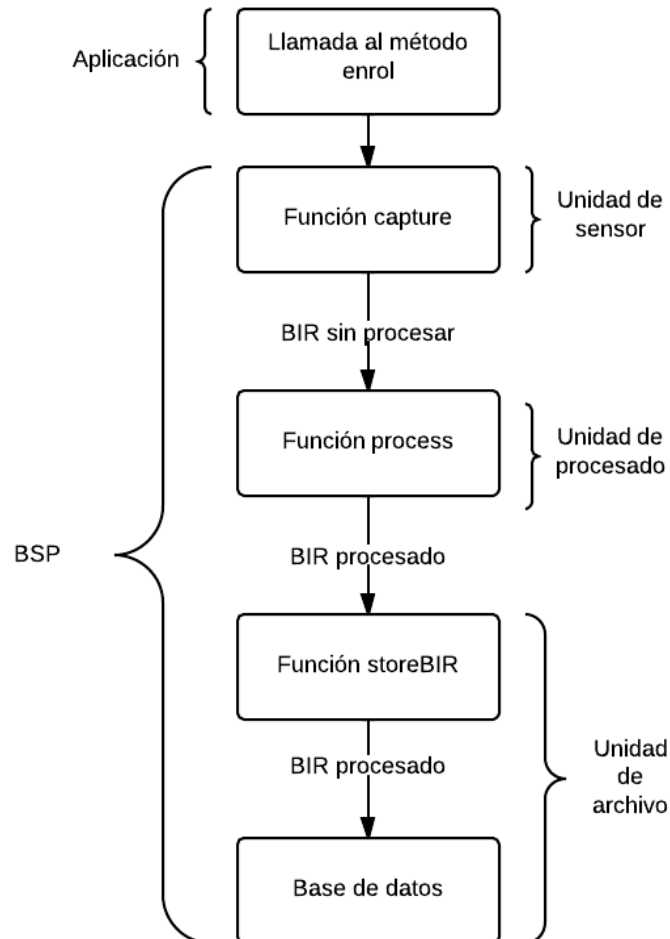 Aplicación
Llamada al método
enrol
Función capture
Unidad de
sensor
BIR sin procesar
Función process
Unidad de
procesado
BIR procesado
BSP
Función storeBIR
BIR procesado
Unidad
de
archivo
Base de datos